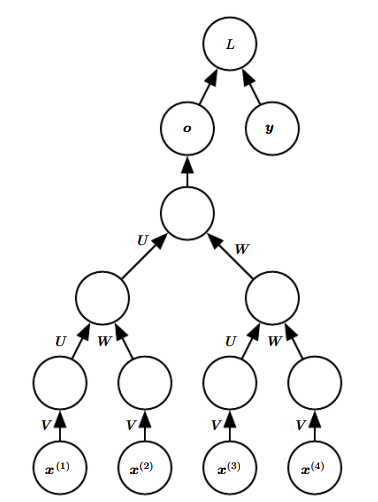 L
o y
U W
U W U W
V V V V
x^(1) x^(2) x^(3) x^(4)